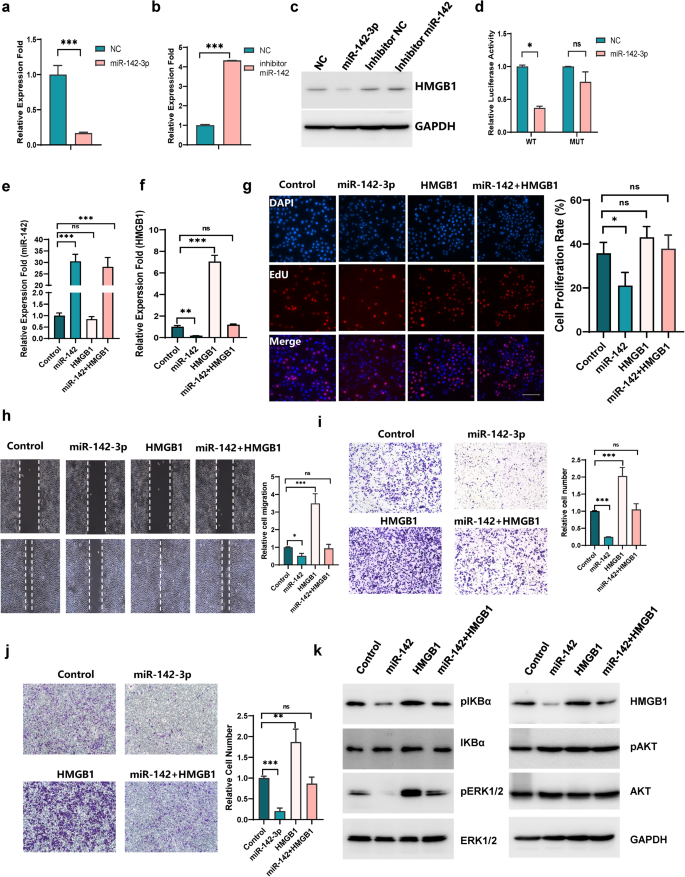 a
Relative Experssion Fold
1.5
1.0
0.5
0.0
***
NC
miR-142-3p
b
Relative Experssion Fold
5
4
3
2
1
0
***
NC
inhibitor
miR-142
c
NC
miR-142-3p
Inhibitor NC
Inhibitor miR-142
HMGB1
GAPDH
d
Relative Luciferase Activity
2.0
1.5
1.0
0.5
0.0
*
ns
WT
MUT
NC
miR-142-3p
e
Relative Experssion Fold (miR-142)
40
35
30
25
20
2.0
1.5
1.0
0.5
0.0
***
ns
***
Control
miR-142
HMGB1
miR-142+HMGB1
f
Relative Experssion Fold (HMGB1)
10
8
6
4
2
0
ns
***
**
Control
miR-142
HMGB1
miR-142+HMGB1
g
Control
miR-142-3p
HMGB1
miR-142+HMGB1
DAPI
EdU
Merge
Cell Proliferation Rate (%)
80
60
40
20
0
ns
ns
*
Control
miR-142
HMGB1
miR-142+HMGB1
h
Control
miR-142-3p
HMGB1
miR-142+HMGB1
Relative cell migration
5
4
3
2
1
0
ns
***
*
Control
miR-142
HMGB1
miR-142+HMGB1
i
Control
miR-142-3p
HMGB1
miR-142+HMGB1
Relative cell number
3
2
1
0
ns
***
***
Control
miR-142
HMGB1
miR-142+HMGB1
j
Control
miR-142-3p
HMGB1
miR-142+HMGB1
Relative Cell Number
2.5
2.0
1.5
1.0
0.5
0.0
ns
**
***
Control
miR-142-3p
HMGB1
miR-142+HMGB1
k
Control
miR-142
HMGB1
miR-142+HMGB1
pIKBα
IKBα
pERK1/2
ERK1/2
Control
miR-142
HMGB1
miR-142+HMGB1
HMGB1
pAKT
AKT
GAPDH